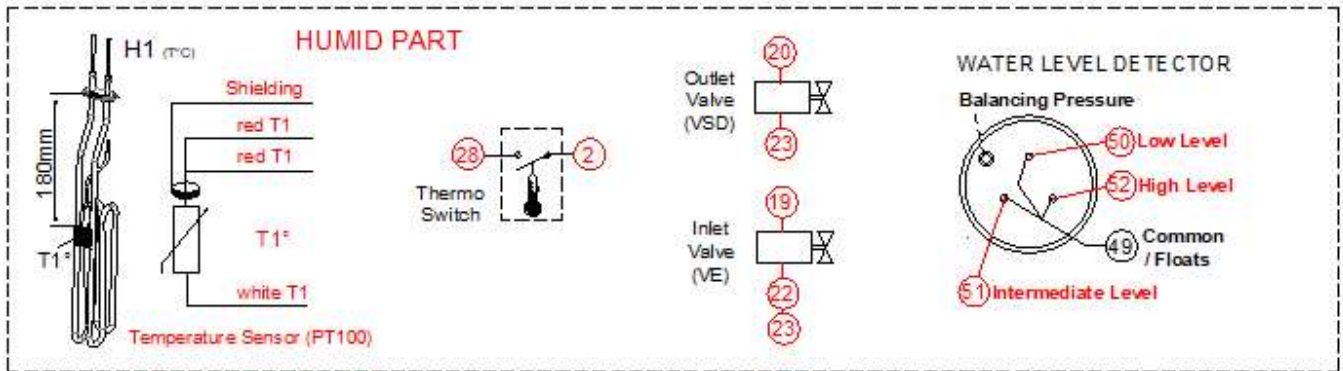 HUMID PART
H1 (T°C)
180mm
T1°
Shielding
red T1
red T1
T1°
white T1
Temperature Sensor (PT100)
28
2
Thermo
Switch
20
Outlet
Valve
(VSD)
23
19
Inlet
Valve
(VE)
22
23
WATER LEVEL DETECTOR
Balancing Pressure
50 Low Level
52 High Level
49 Common
/ Floats
51 Intermediate Level